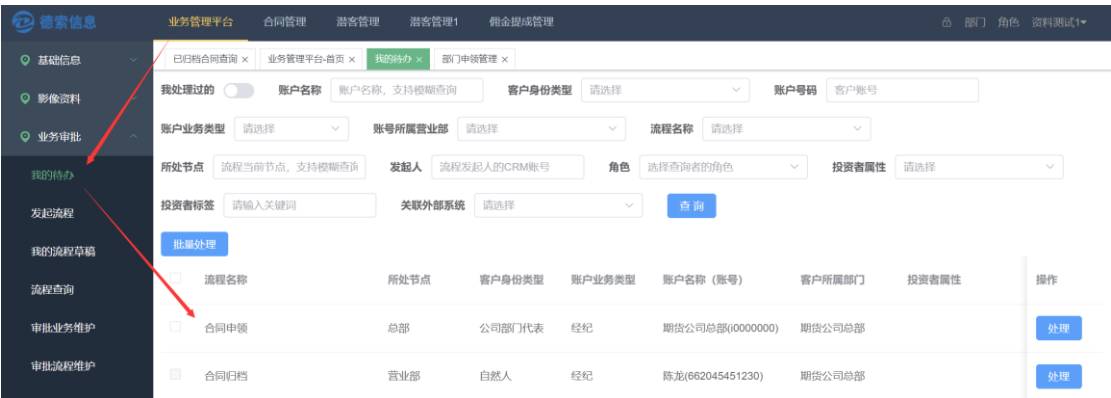 德索信息 业务管理平台 合同管理 潜客管理 潜客管理1 佣金提成管理 部门 角色 资料测试1
基础信息 已归档合同查询 × 业务管理平台-首页 × 我的待办 × 部门申领管理 ×
影像资料 我处理过的 账户名称 账户名称，支持模糊查询 客户身份类型 请选择 账户号码 客户账号
业务审批 账户业务类型 请选择 账号所属营业部 请选择 流程名称 请选择
我的待办 所处节点 流程当前节点，支持模糊查询 发起人 流程发起人的CRM账号 角色 选择查询者的角色 投资者属性 请选择
发起流程 投资者标签 请输入关键词 关联外部系统 请选择 查询
我的流程草稿 批量处理
流程查询 流程名称 所处节点 客户身份类型 账户业务类型 账户名称（账号） 客户所属部门 投资者属性 操作
审批业务维护 合同申领 总部 公司部门代表 经纪 期货公司总部(i0000000) 期货公司总部 处理
审批流程维护 合同归档 营业部 自然人 经纪 陈龙(662045451230) 期货公司总部 处理